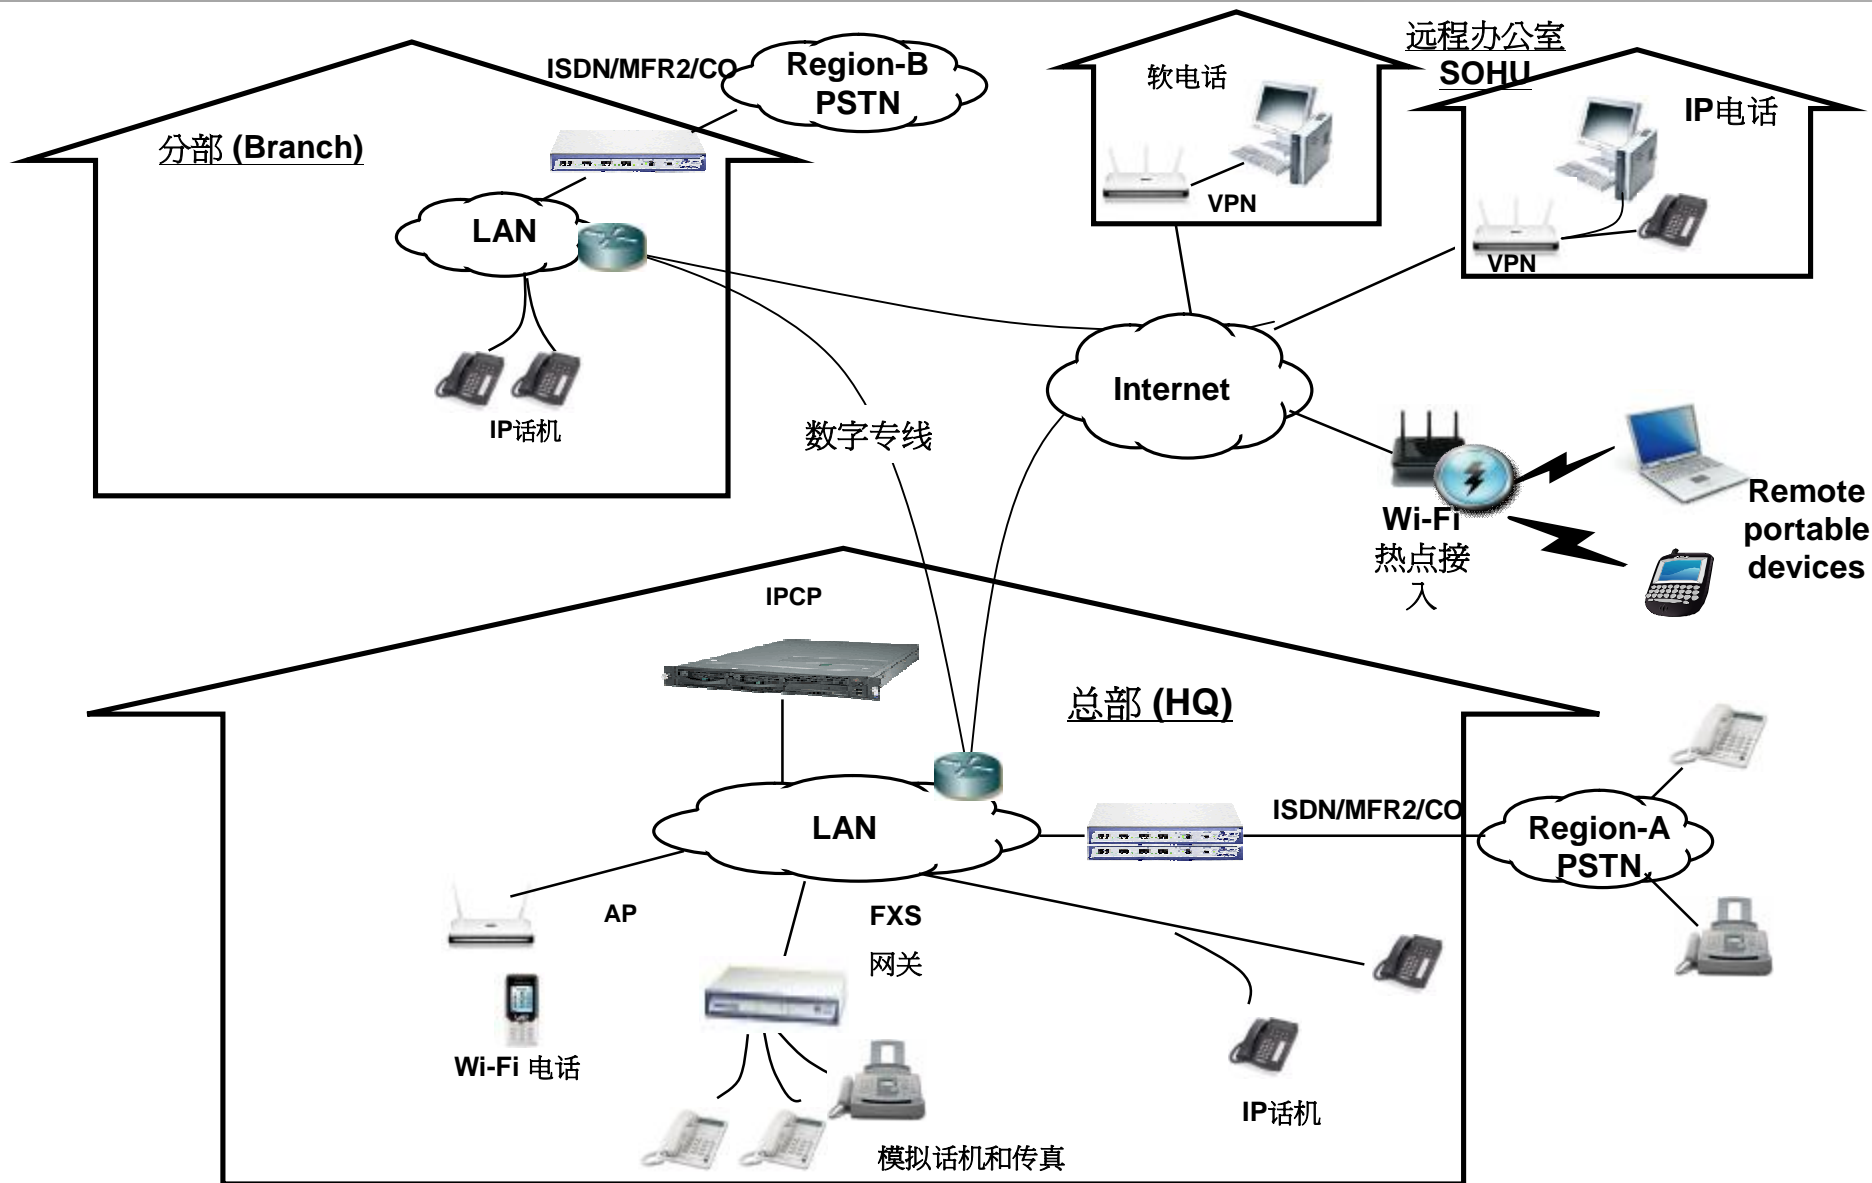 远程办公室
SOHU
ISDN/MFR2/CO
Region-B
PSTN
软电话
IP电话
分部 (Branch)
VPN
LAN
VPN
Internet
IP话机
数字专线
Wi-Fi
热点接
入
Remote
portable
devices
IPCP
总部 (HQ)
ISDN/MFR2/CO
LAN
Region-A
PSTN
AP
FXS
网关
Wi-Fi 电话
IP话机
模拟话机和传真